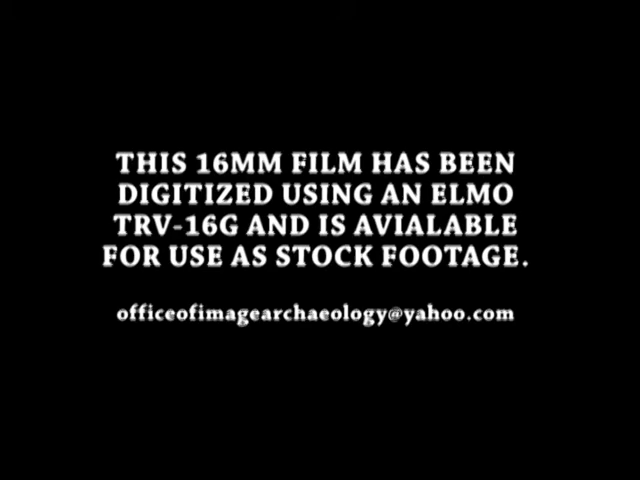 THIS 16MM FILM HAS BEEN
DIGITIZED USING AN ELMO
TRV-16G AND IS AVIALABLE
FOR USE AS STOCK FOOTAGE.
officeofimagearchaeology@yahoo.com